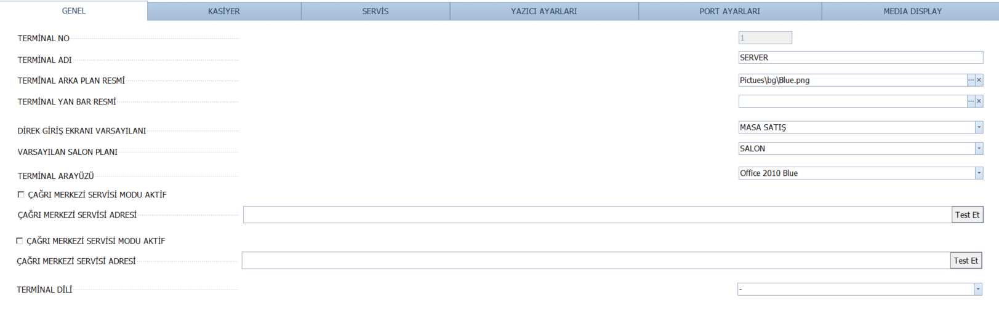 GENEL KASİYER SERVİS YAZICI AYARLARI PORT AYARLARI MEDIA DISPLAY
TERMİNAL NO 1
TERMİNAL ADI SERVER
TERMİNAL ARKA PLAN RESMİ Pictues\bg\Blue.png
TERMİNAL YAN BAR RESMİ
DİREK GİRİŞ EKRANI VARSAYILANI MASA SATIŞ
VARSAYILAN SALON PLANI SALON
TERMİNAL ARAYÜZÜ Office 2010 Blue
ÇAĞRI MERKEZİ SERVİSİ MODU AKTİF
ÇAĞRI MERKEZİ SERVİSİ ADRESİ Test Et
ÇAĞRI MERKEZİ SERVİSİ MODU AKTİF
ÇAĞRI MERKEZİ SERVİSİ ADRESİ Test Et
TERMİNAL DİLİ -